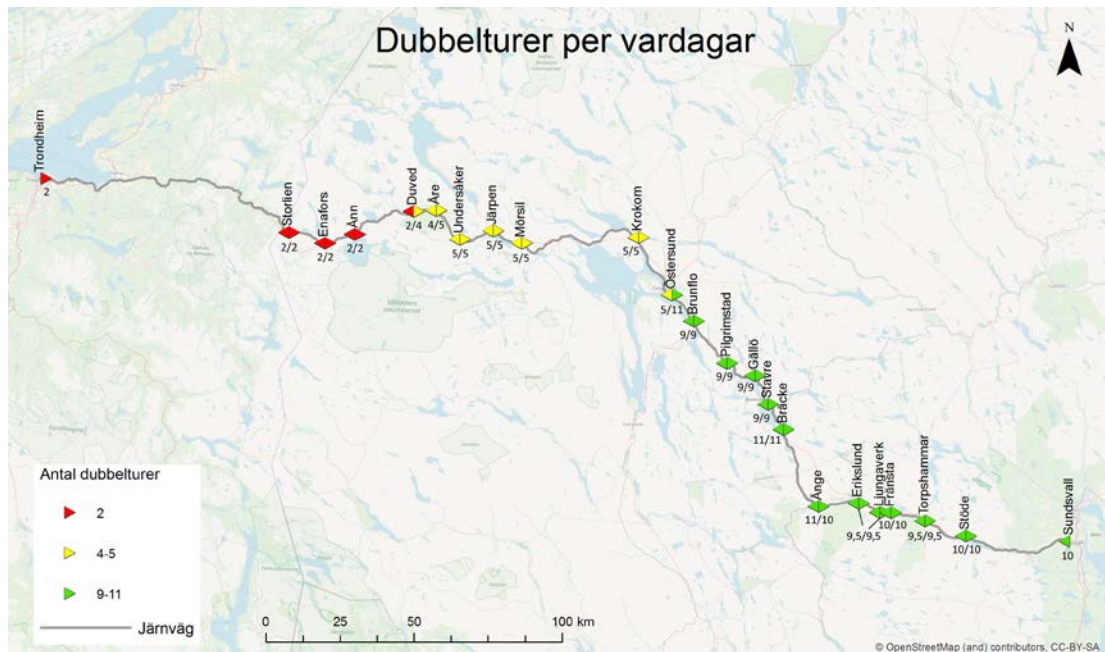 Dubbelturer per vardagar
N
Trondheim
2
Storlien
2/2
Enafors
2/2
Ånn
2/2
Duved
2/4
Åre
4/5
Undersåker
5/5
Järpen
5/5
Mörsil
5/5
Krokom
5/5
Östersund
5/11
Brunflo
9/9
Pilgrimstad
9/9
Gällö
9/9
Stavre
9/9
Bräcke
11/11
Ånge
11/10
Erikslund
9,5/9,5
Ljungaverk
Fränsta
10/10
Torpshammar
9,5/9,5
Stöde
10/10
Sundsvall
10
Antal dubbelturer
2
4-5
9-11
Järnväg
0 25 50 100 km
© OpenStreetMap (and) contributors, CC-BY-SA